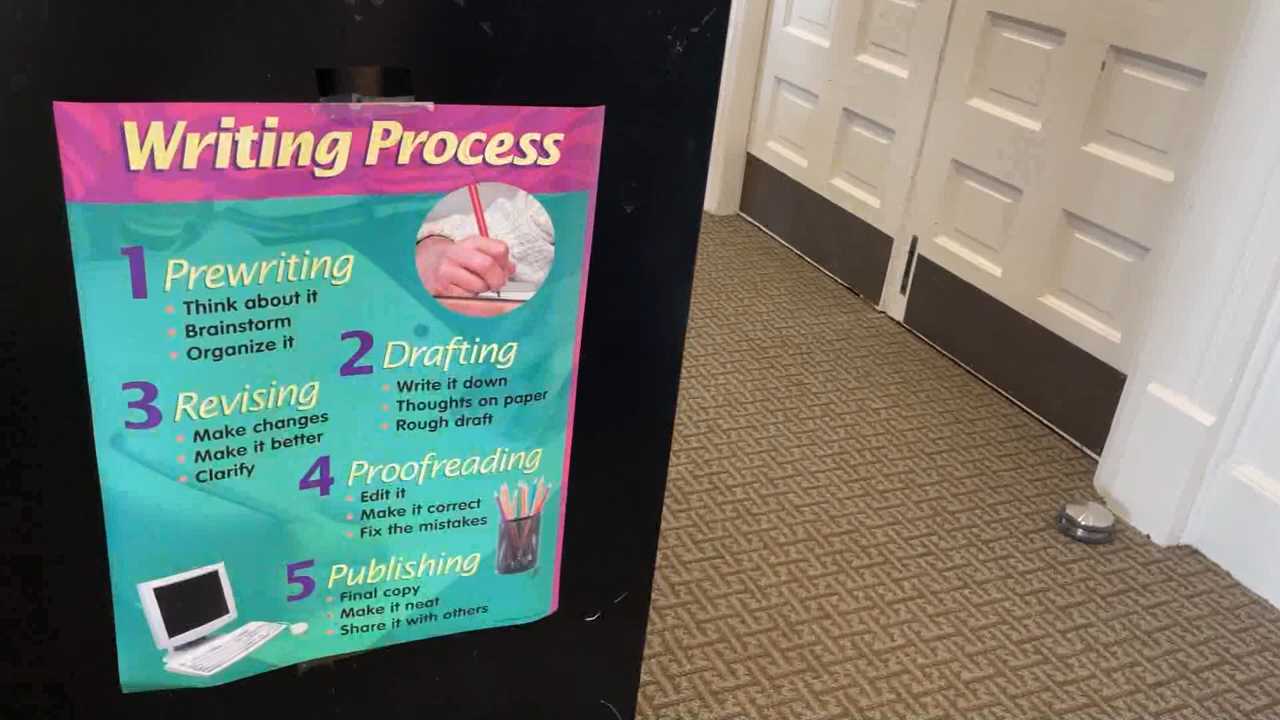 Writing Process
1 Prewriting
Think about it
Brainstorm
Organize it
2 Drafting
Write it down
Thoughts on paper
Rough draft
3 Revising
Make changes
Make it better
Clarify
4 Proofreading
Edit it
Make it correct
Fix the mistakes
5 Publishing
Final copy
Make it neat
Share it with others